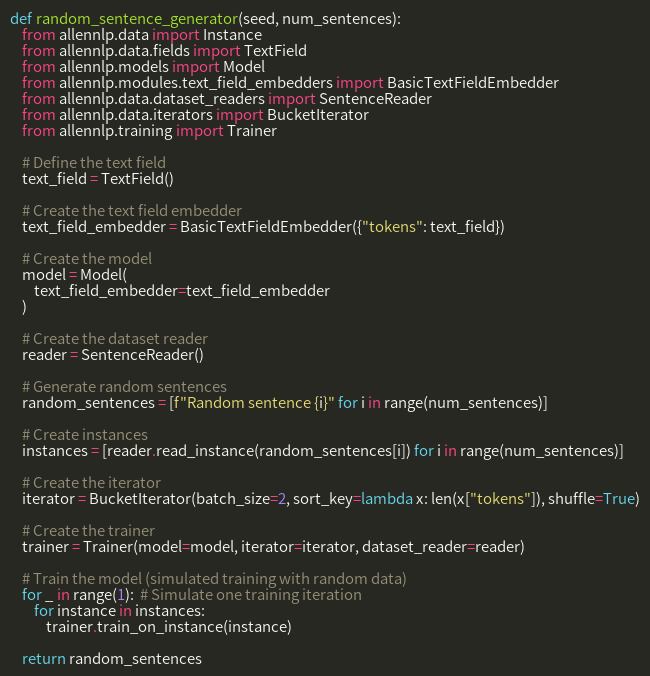 def random_sentence_generator(seed, num_sentences):
    from allennlp.data import Instance
    from allennlp.data.fields import TextField
    from allennlp.models import Model
    from allennlp.modules.text_field_embedders import BasicTextFieldEmbedder
    from allennlp.data.dataset_readers import SentenceReader
    from allennlp.data.iterators import BucketIterator
    from allennlp.training import Trainer

    # Define the text field
    text_field = TextField()

    # Create the text field embedder
    text_field_embedder = BasicTextFieldEmbedder({"tokens": text_field})

    # Create the model
    model = Model(
        text_field_embedder=text_field_embedder
    )

    # Create the dataset reader
    reader = SentenceReader()

    # Generate random sentences
    random_sentences = [f"Random sentence {i}" for i in range(num_sentences)]

    # Create instances
    instances = [reader.read_instance(random_sentences[i]) for i in range(num_sentences)]

    # Create the iterator
    iterator = BucketIterator(batch_size=2, sort_key=lambda x: len(x["tokens"]), shuffle=True)

    # Create the trainer
    trainer = Trainer(model=model, iterator=iterator, dataset_reader=reader)

    # Train the model (simulated training with random data)
    for _ in range(1):  # Simulate one training iteration
        for instance in instances:
            trainer.train_on_instance(instance)

    return random_sentences